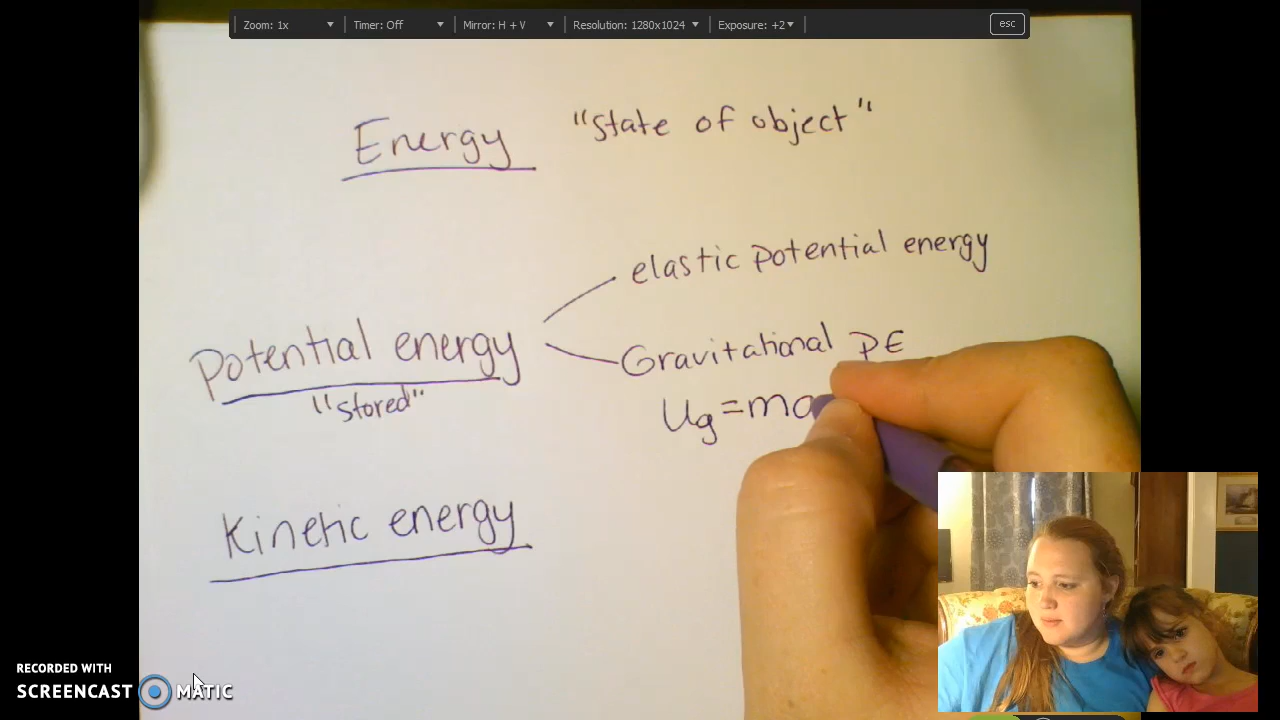 Zoom: 1x Timer: Off Mirror: H + V Resolution: 1280x1024 Exposure: +2 esc
Energy "state of object"
elastic potential energy
Potential energy
Gravitational PE
"stored"
Ug = m
Kinetic energy
RECORDED WITH
SCREENCAST MATIC